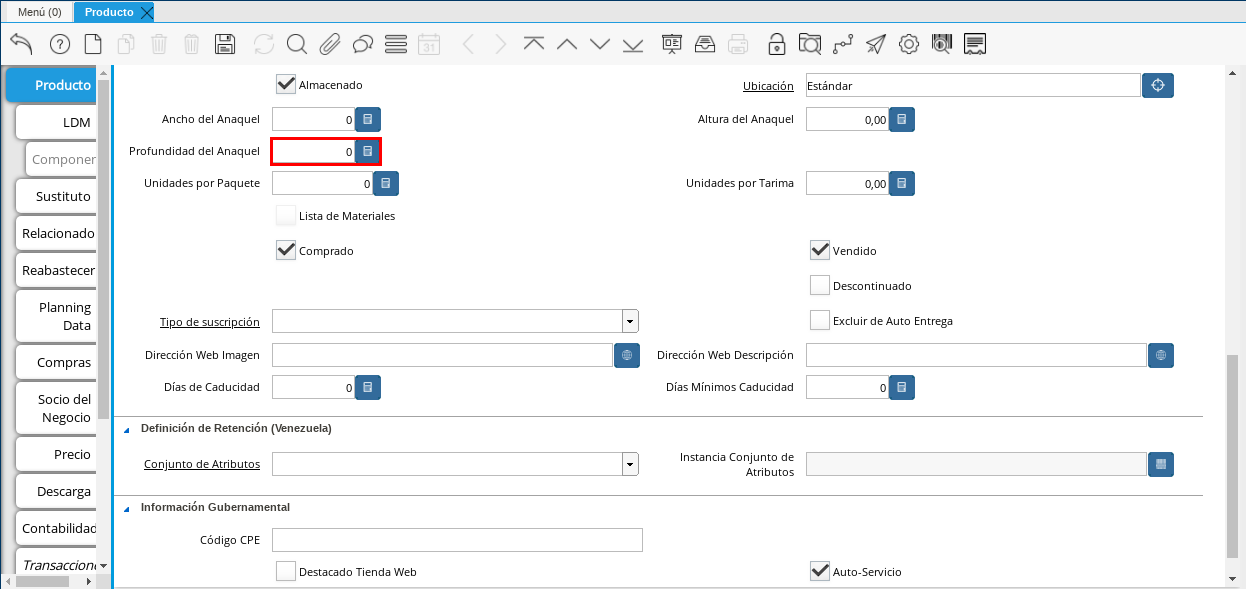 Menú (0)
Producto
31
Producto
LDM
Componen
Sustituto
Relacionado
Reabastecer
Planning
Data
Compras
Socio del
Negocio
Precio
Descarga
Contabilidad
Transaccione
Almacenado
Ubicación
Estándar
Ancho del Anaquel
0
Altura del Anaquel
0,00
Profundidad del Anaquel
0
Unidades por Paquete
0
Unidades por Tarima
0,00
Lista de Materiales
Comprado
Vendido
Descontinuado
Tipo de suscripción
Excluir de Auto Entrega
Dirección Web Imagen
Dirección Web Descripción
Días de Caducidad
0
Días Mínimos Caducidad
0
Definición de Retención (Venezuela)
Conjunto de Atributos
Instancia Conjunto de
Atributos
Información Gubernamental
Código CPE
Destacado Tienda Web
Auto-Servicio